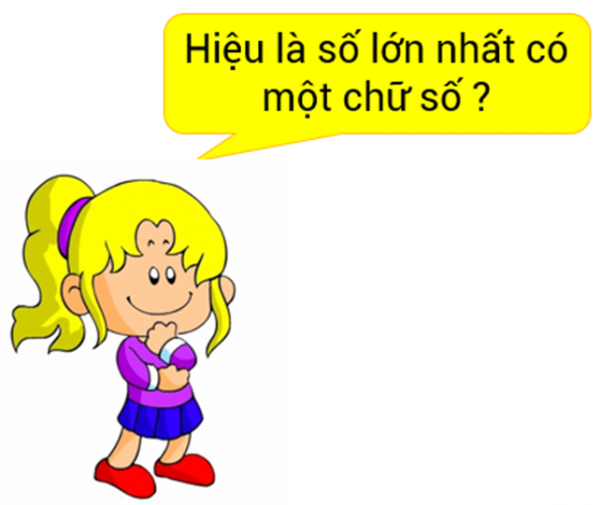 Hiệu là số lớn nhất có
một chữ số ?